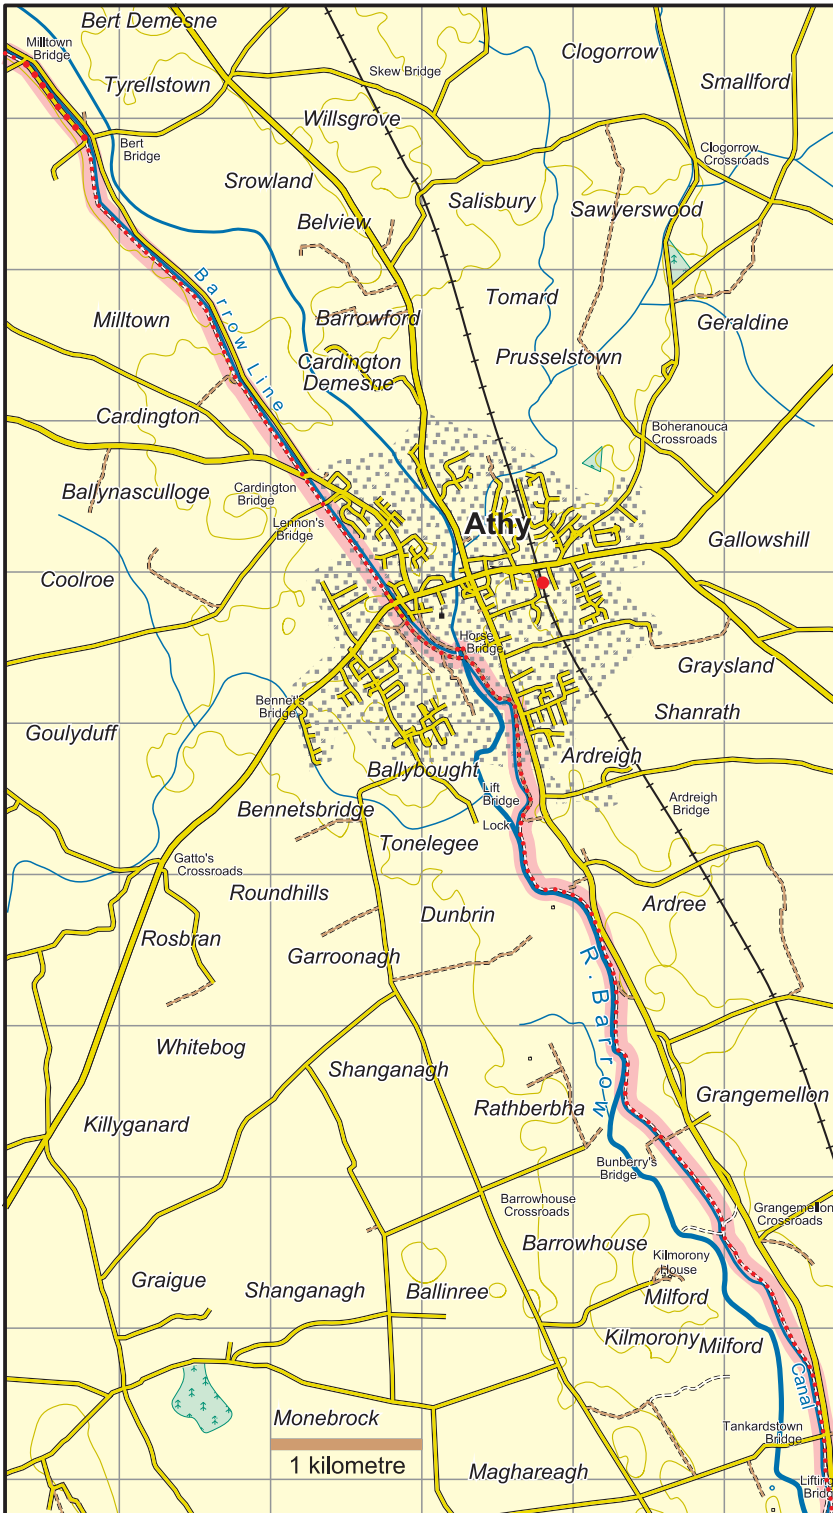 Bert Demesne
Milltown
Bridge
Clogorrow
Skew Bridge
Tyrellstown
Smallford
Willsgrove
Bert
Bridge
Clogorrow
Crossroads
Srowland
Salisbury
Sawyerswood
Belview
Barrow Line
Tomard
Milltown
Barrowford
Geraldine
Cardington
Demesne
Prusselstown
Cardington
Boheranouca
Crossroads
Ballynasculloge
Cardington
Bridge
Lennon's
Bridge
Athy
Gallowshill
Coolroe
Horse
Bridge
Graysland
Bennet's
Bridge
Shanrath
Goulyduff
Ardreigh
Ballybought
Lift
Bridge
Ardreigh
Bridge
Bennetsbridge
Lock
Tonelegee
Gatto's
Crossroads
Roundhills
Ardree
Dunbrin
Rosbran
Garroonagh
R. Barrow
Whitebog
Shanganagh
Grangemellon
Rathberbha
Killyganard
Bunberry's
Bridge
Barrowhouse
Crossroads
Grangemellon
Crossroads
Barrowhouse
Kilmorony
House
Graigue
Shanganagh
Ballinree
Milford
Kilmorony
Milford
Canal
Monebrock
Tankardstown
Bridge
1 kilometre
Maghareagh
Lifting
Bridg